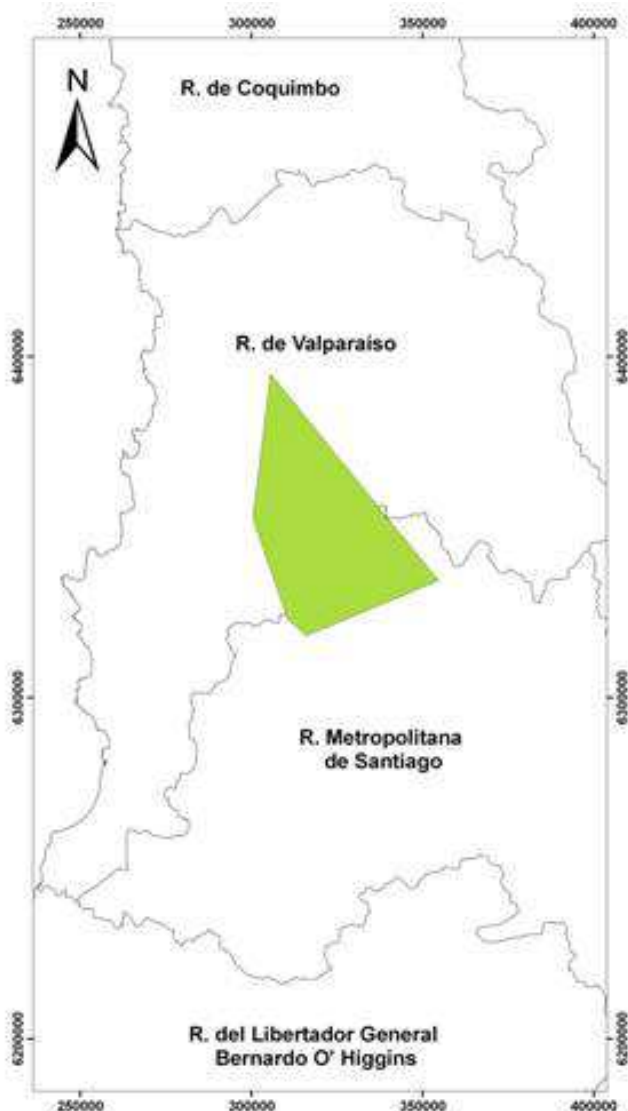 250000 300000 350000 400000
N
R. de Coquimbo
6400000 6400000
R. de Valparaíso
6300000 6300000
R. Metropolitana
de Santiago
6200000 6200000
R. del Libertador General
Bernardo O' Higgins
250000 300000 350000 400000